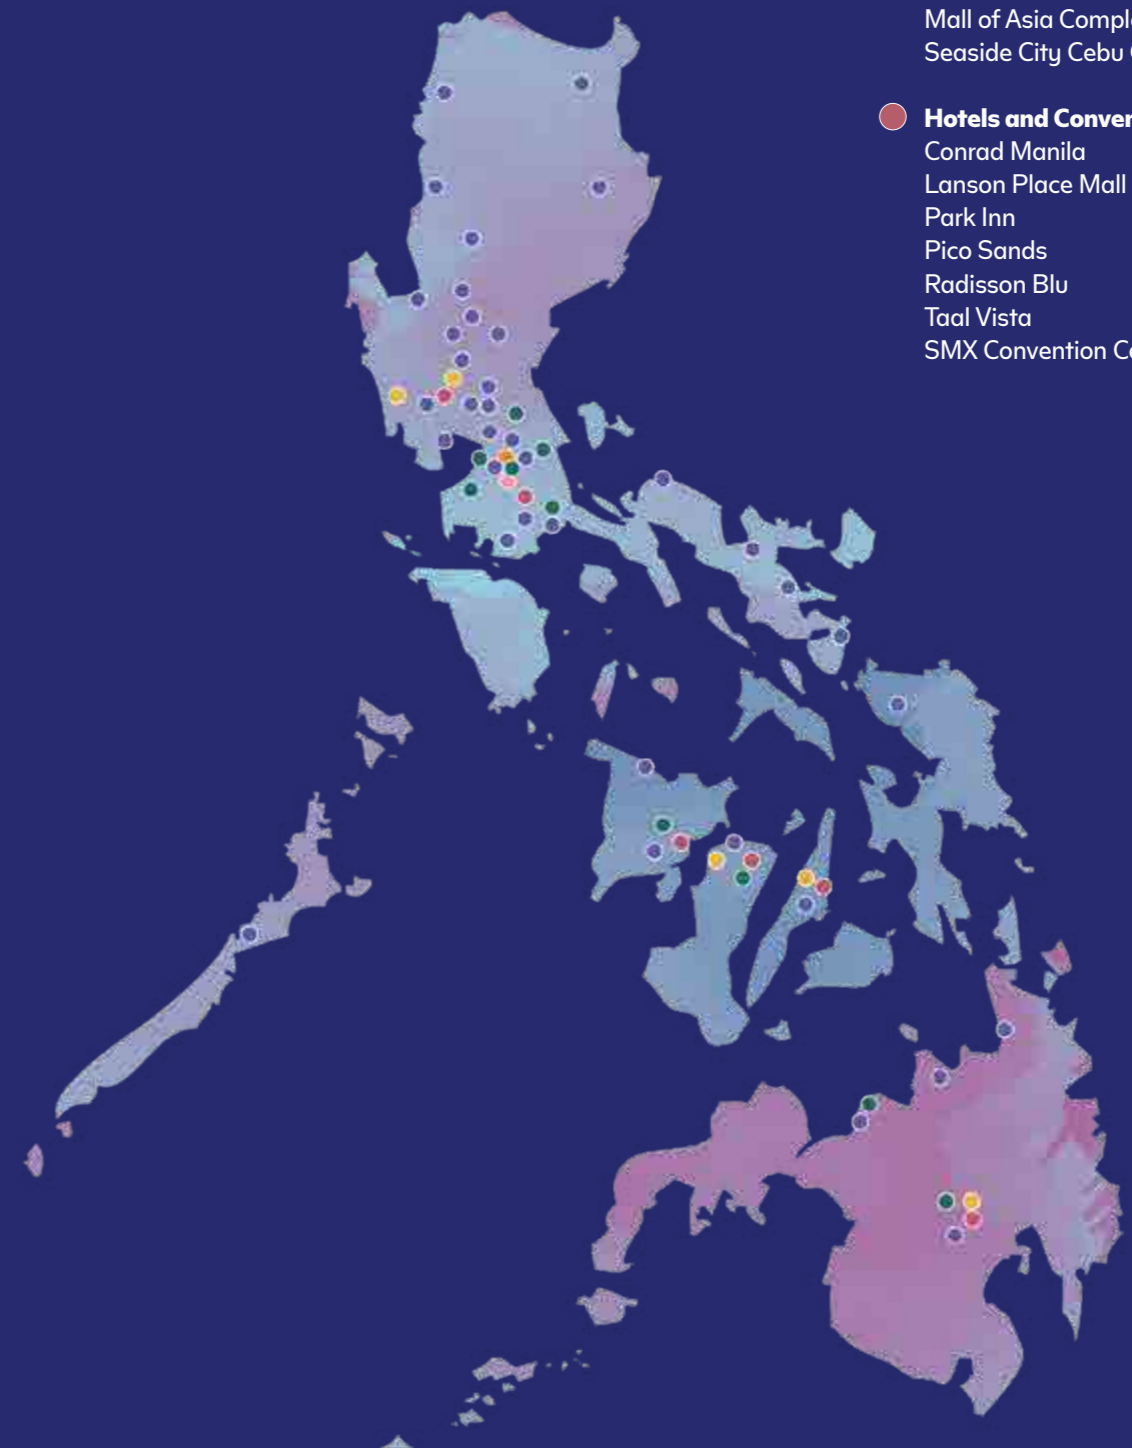 Mall of Asia
Seaside City Cebu
Hotels and
Conrad Manila
Lanson Place Mall
Park Inn
Pico Sands
Radisson Blu
Taal Vista
SMX Convention